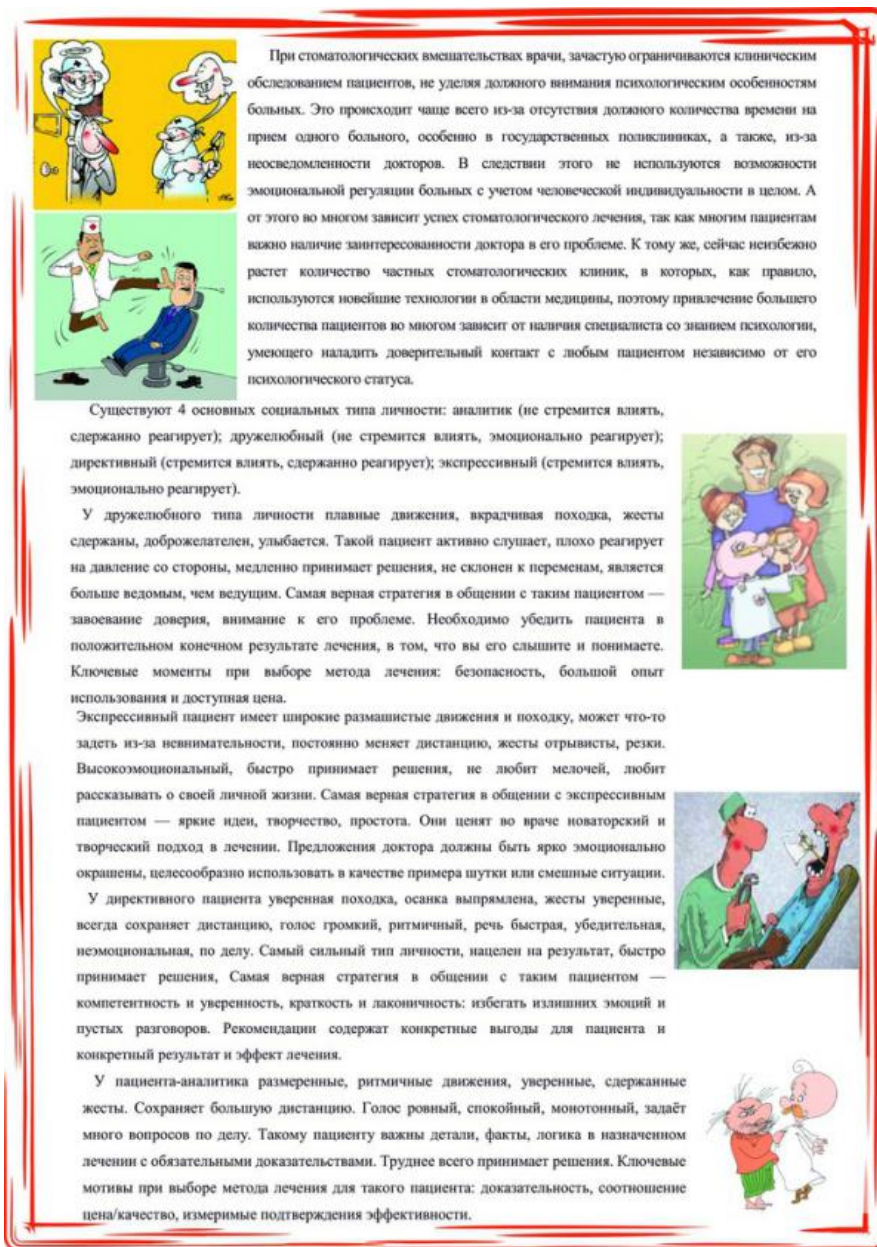 При стоматологических вмешательствах врачи, зачастую ограничиваются клиническим
обследованием пациентов, не уделяя должного внимания психологическим особенностям
больных. Это происходит чаще всего из-за отсутствия должного количества времени на
прием одного больного, особенно в государственных поликлиниках, а также, из-за
неосведомленности докторов. В следствии этого не используются возможности
эмоциональной регуляции больных с учетом человеческой индивидуальности в целом. А
от этого во многом зависит успех стоматологического лечения, так как многим пациентам
важно наличие заинтересованности доктора в его проблеме. К тому же, сейчас неизбежно
растет количество частных стоматологических клиник, в которых, как правило,
используются новейшие технологии в области медицины, поэтому привлечение большего
количества пациентов во многом зависит от наличия специалиста со знанием психологии,
умеющего наладить доверительный контакт с любым пациентом независимо от его
психологического статуса.
Существуют 4 основных социальных типа личности: аналитик (не стремится влиять,
сдержанно реагирует); дружелюбный (не стремится влиять, эмоционально реагирует);
директивный (стремится влиять, сдержанно реагирует); экспрессивный (стремится влиять,
эмоционально реагирует).
У дружелюбного типа личности плавные движения, вкрадчивая походка, жесты
сдержаны, доброжелателен, улыбается. Такой пациент активно слушает, плохо реагирует
на давление со стороны, медленно принимает решения, не склонен к переменам, является
больше ведомым, чем ведущим. Самая верная стратегия в общении с таким пациентом —
завоевание доверия, внимание к его проблеме. Необходимо убедить пациента в
положительном конечном результате лечения, в том, что вы его слышите и понимаете.
Ключевые моменты при выборе метода лечения: безопасность, большой опыт
использования и доступная цена.
Экспрессивный пациент имеет широкие размашистые движения и походку, может что-то
задеть из-за невнимательности, постоянно меняет дистанцию, жесты отрывисты, резки.
Высокоэмоциональный, быстро принимает решения, не любит мелочей, любит
рассказывать о своей личной жизни. Самая верная стратегия в общении с экспрессивным
пациентом — яркие идеи, творчество, простота. Они ценят во враче новаторский и
творческий подход в лечении. Предложения доктора должны быть ярко эмоционально
окрашены, целесообразно использовать в качестве примера шутки или смешные ситуации.
У директивного пациента уверенная походка, осанка выпрямлена, жесты уверенные,
всегда сохраняет дистанцию, голос громкий, ритмичный, речь быстрая, убедительная,
неэмоциональная, по делу. Самый сильный тип личности, нацелен на результат, быстро
принимает решения, Самая верная стратегия в общении с таким пациентом —
компетентность и уверенность, краткость и лаконичность: избегать излишних эмоций и
пустых разговоров. Рекомендации содержат конкретные выгоды для пациента и
конкретный результат и эффект лечения.
У пациента-аналитика размеренные, ритмичные движения, уверенные, сдержанные
жесты. Сохраняет большую дистанцию. Голос ровный, спокойный, монотонный, задаёт
много вопросов по делу. Такому пациенту важны детали, факты, логика в назначенном
лечении с обязательными доказательствами. Труднее всего принимает решения. Ключевые
мотивы при выборе метода лечения для такого пациента: доказательность, соотношение
цена/качество, измеримые подтверждения эффективности.